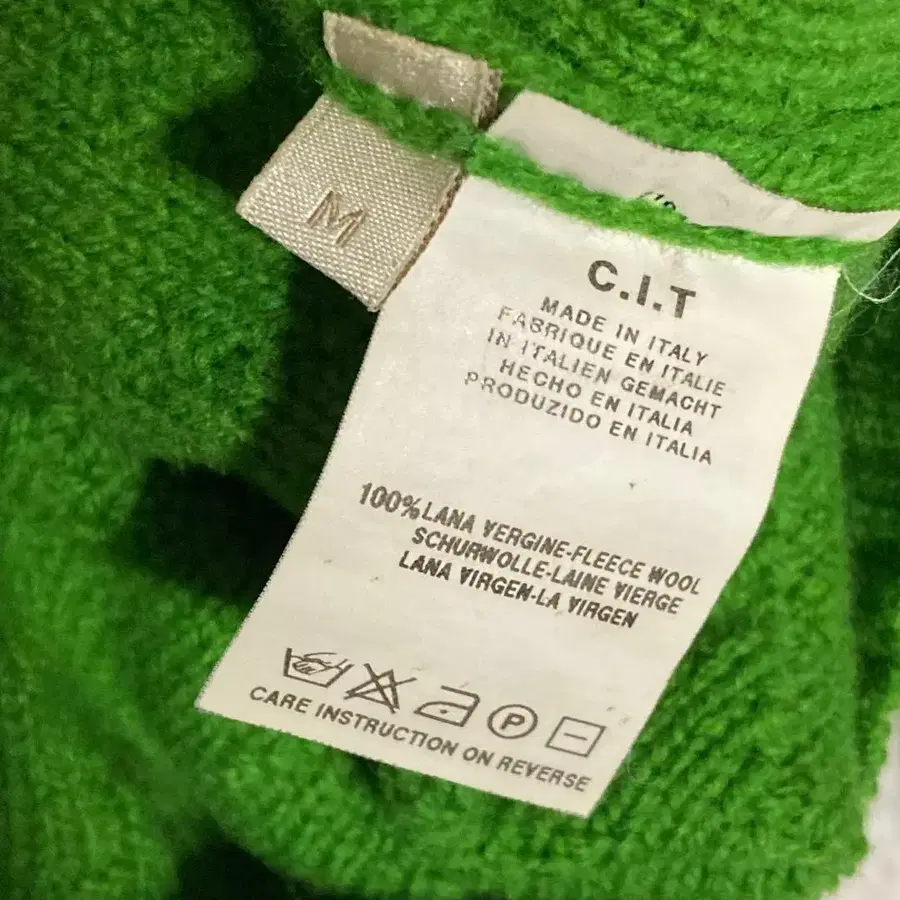 M
C.I.T
MADE IN ITALY
FABRIQUE EN ITALIE
IN ITALIEN GEMACHT
HECHO EN ITALIA
PRODUZIDO EN ITALIA
100% LANA VERGINE-FLEECE WOOL
SCHURWOLLE-LAINE VIERGE
LANA VIRGEN-LA VIRGEN
P
CARE INSTRUCTION ON REVERSE